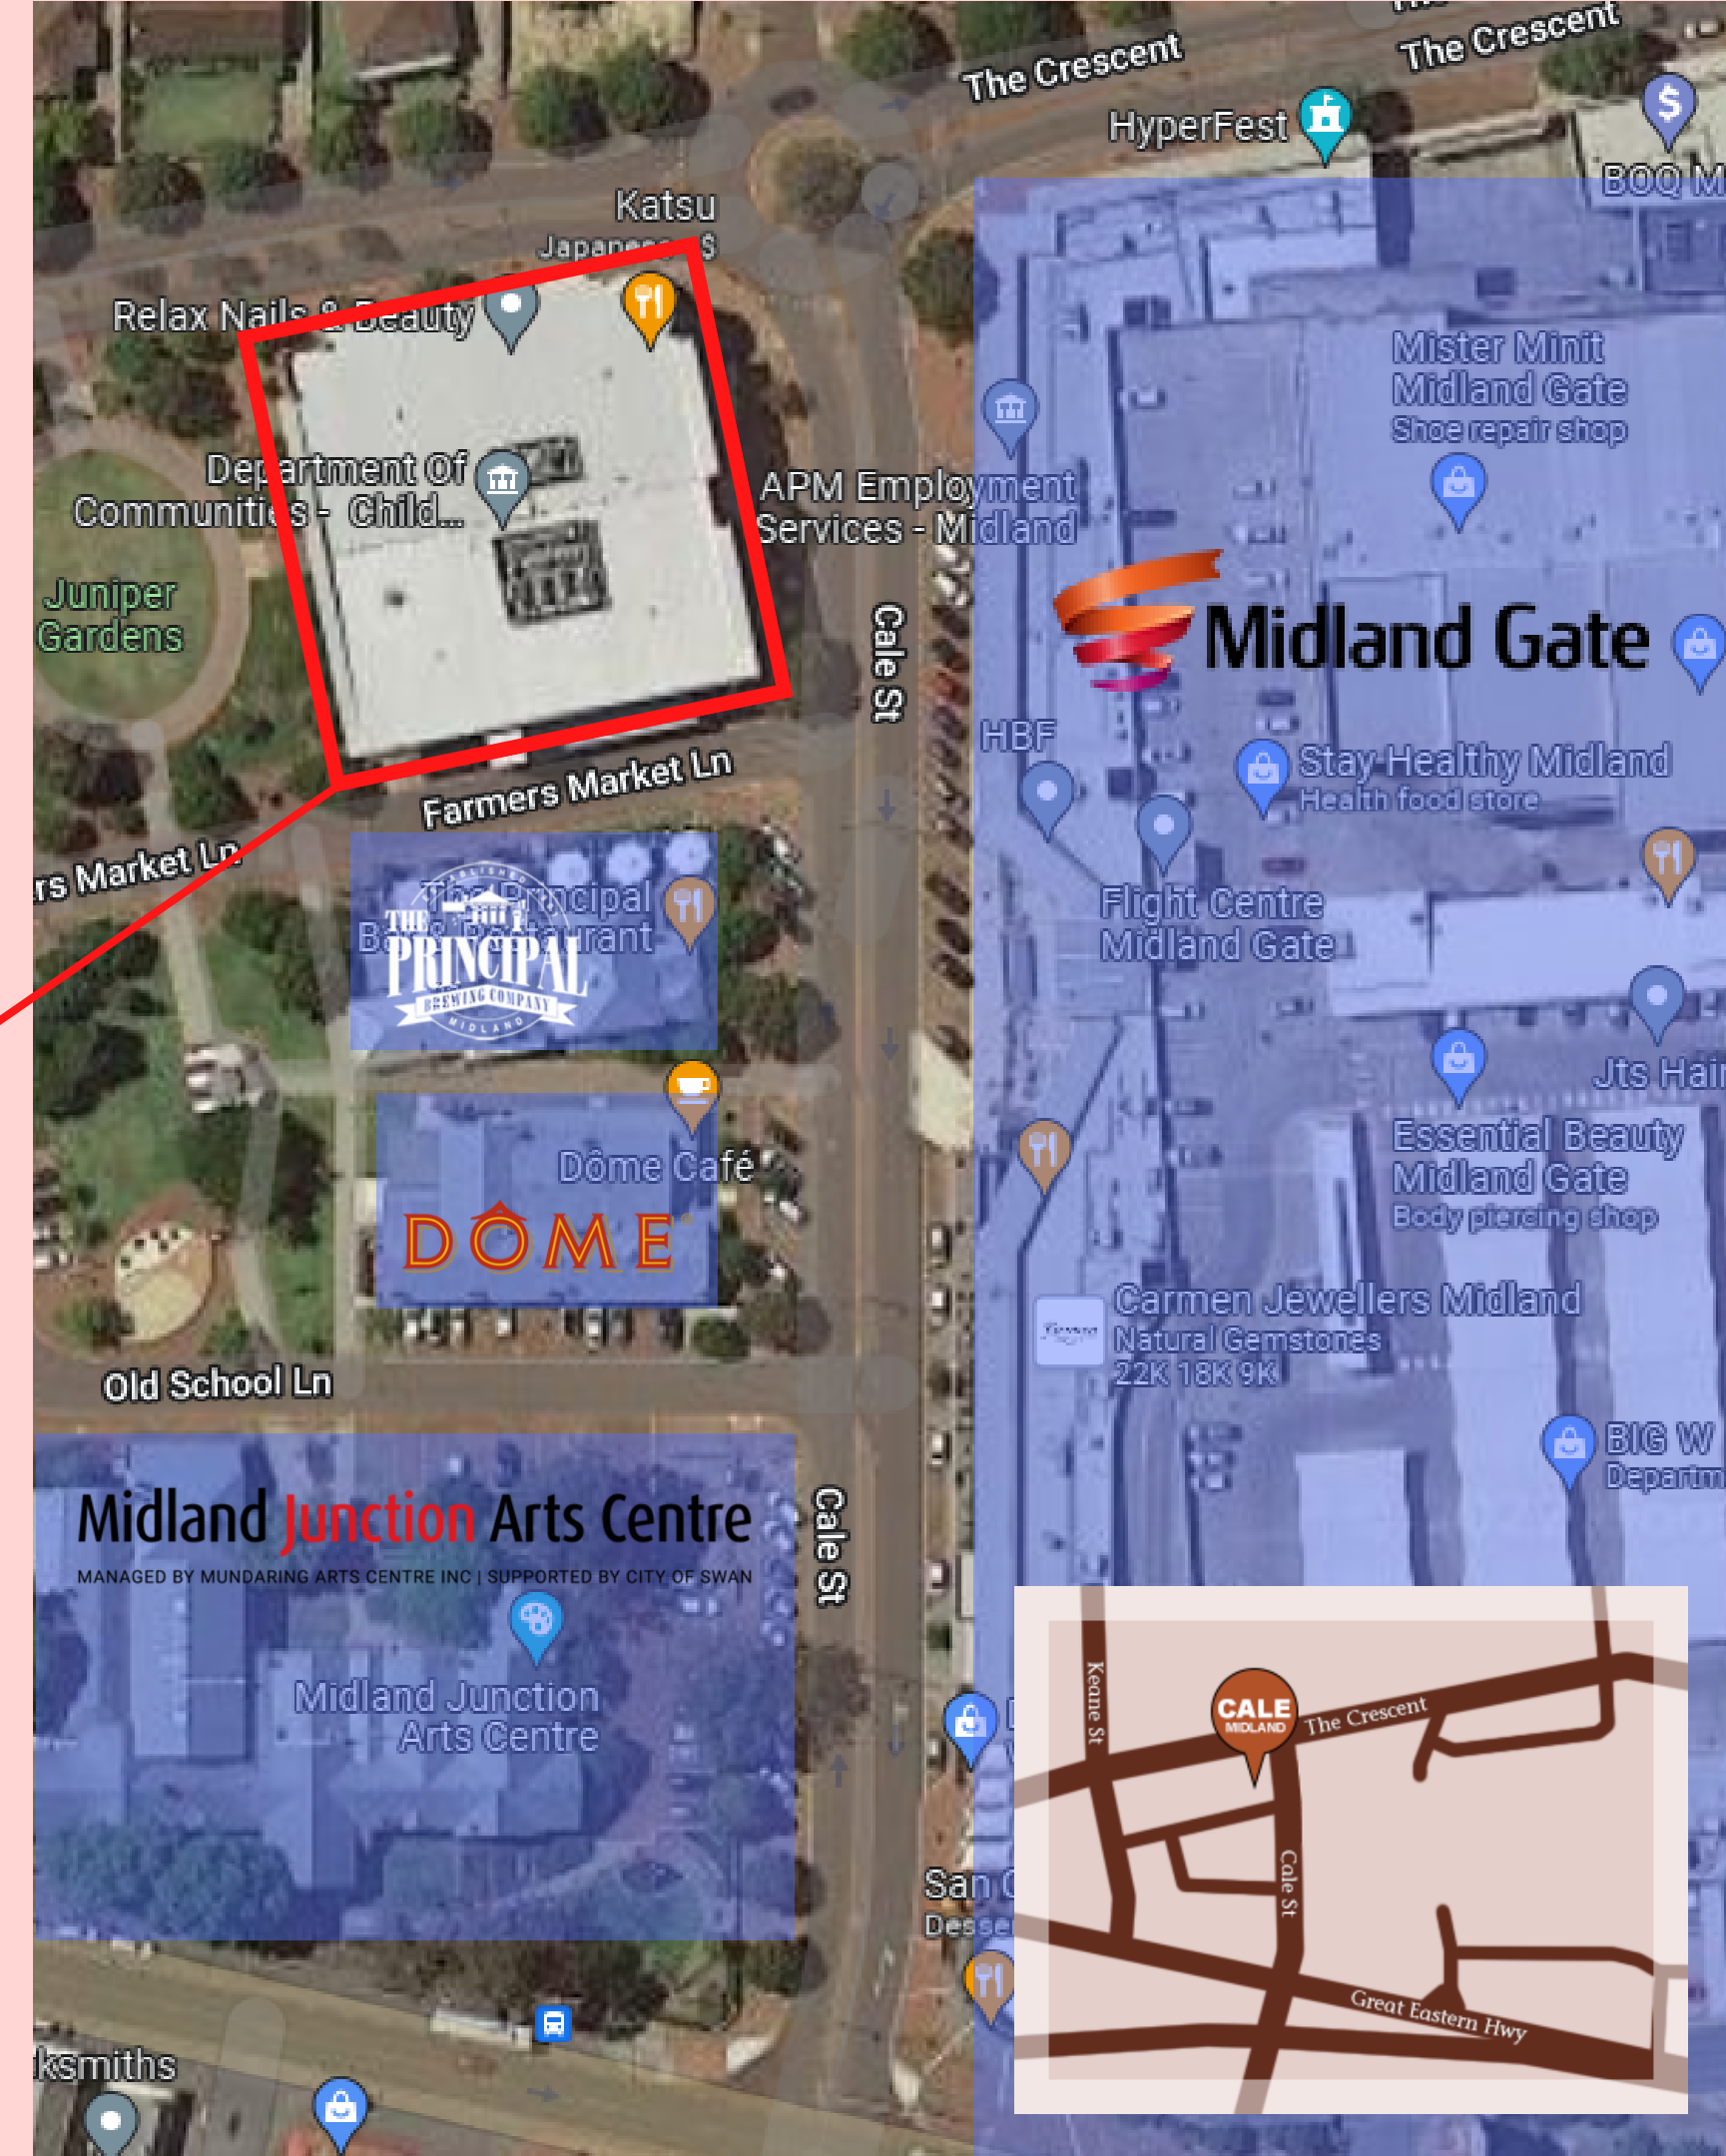 The Crescent
The Crescent
HyperFest
BOQ M
Katsu
Relax Nails & Beauty
Mister Minit
Midland Gate
Shoe repair shop
Department Of
Communities - Child...
APM Employment
Services - Midland
Juniper
Gardens
Cale St
Midland Gate
HBF
Stay Healthy Midland
Health food store
Farmers Market Ln
rs Market Ln
Flight Centre
Midland Gate
ESTABLISHED
THE
PRINCIPAL
BREWING COMPANY
MIDLAND
Jts Hair
Essential Beauty
Midland Gate
Body piercing shop
Dôme Café
DÔME
Carmen Jewellers Midland
Natural Gemstones
22K 18K 9K
Old School Ln
BIG W
Departm
Midland Junction Arts Centre
MANAGED BY MUNDARING ARTS CENTRE INC | SUPPORTED BY CITY OF SWAN
Cale St
Midland Junction
Arts Centre
Keane St
CALE
MIDLAND
The Crescent
Cale St
San
Desse
Great Eastern Hwy
ksmiths